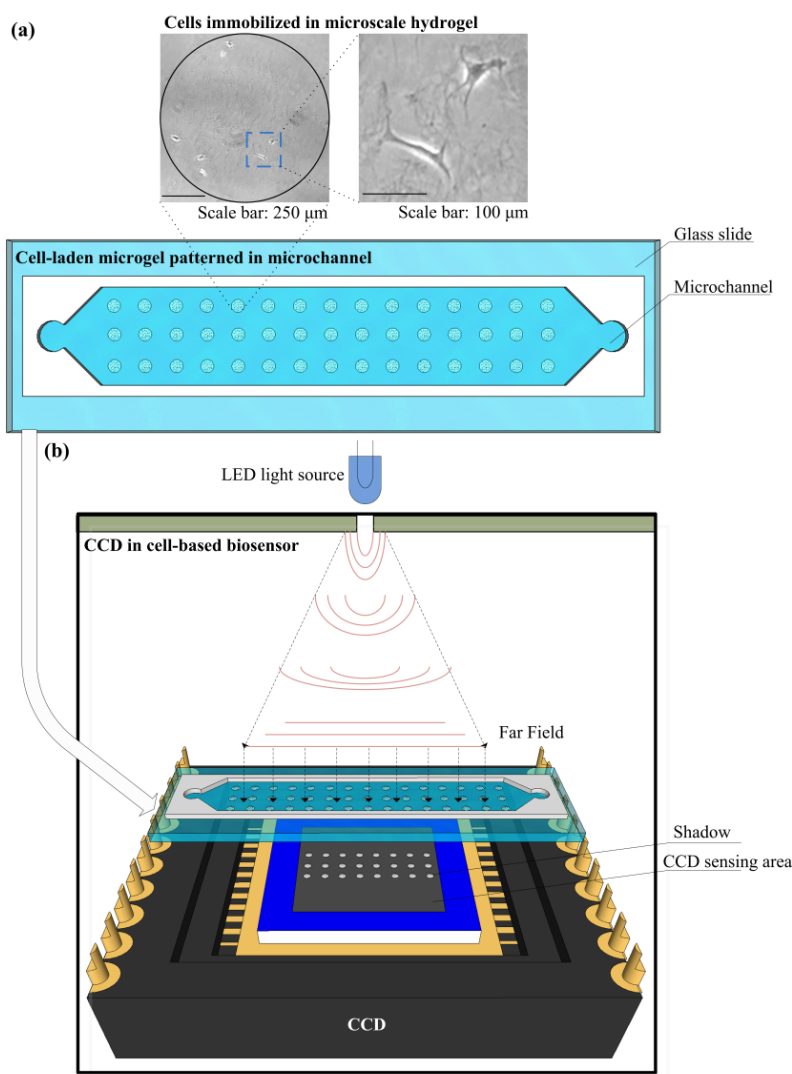 Cells immobilized in microscale hydrogel
(a)
Scale bar: 250 μm
Scale bar: 100 μm
Glass slide
Cell-laden microgel patterned in microchannel
Microchannel
(b)
LED light source
CCD in cell-based biosensor
Far Field
Shadow
CCD sensing area
CCD